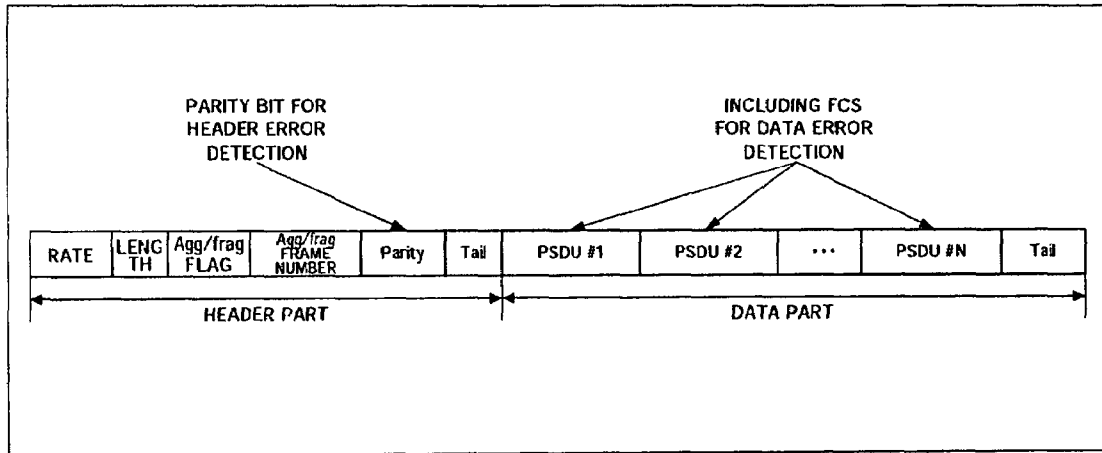 PARITY BIT FOR
HEADER ERROR
DETECTION
INCLUDING FCS
FOR DATA ERROR
DETECTION
RATE
LENG
TH
Agg/frag
FLAG
Agg/frag
FRAME
NUMBER
Parity
Tail
PSDU #1
PSDU #2
...
PSDU #N
Tail
HEADER PART
DATA PART